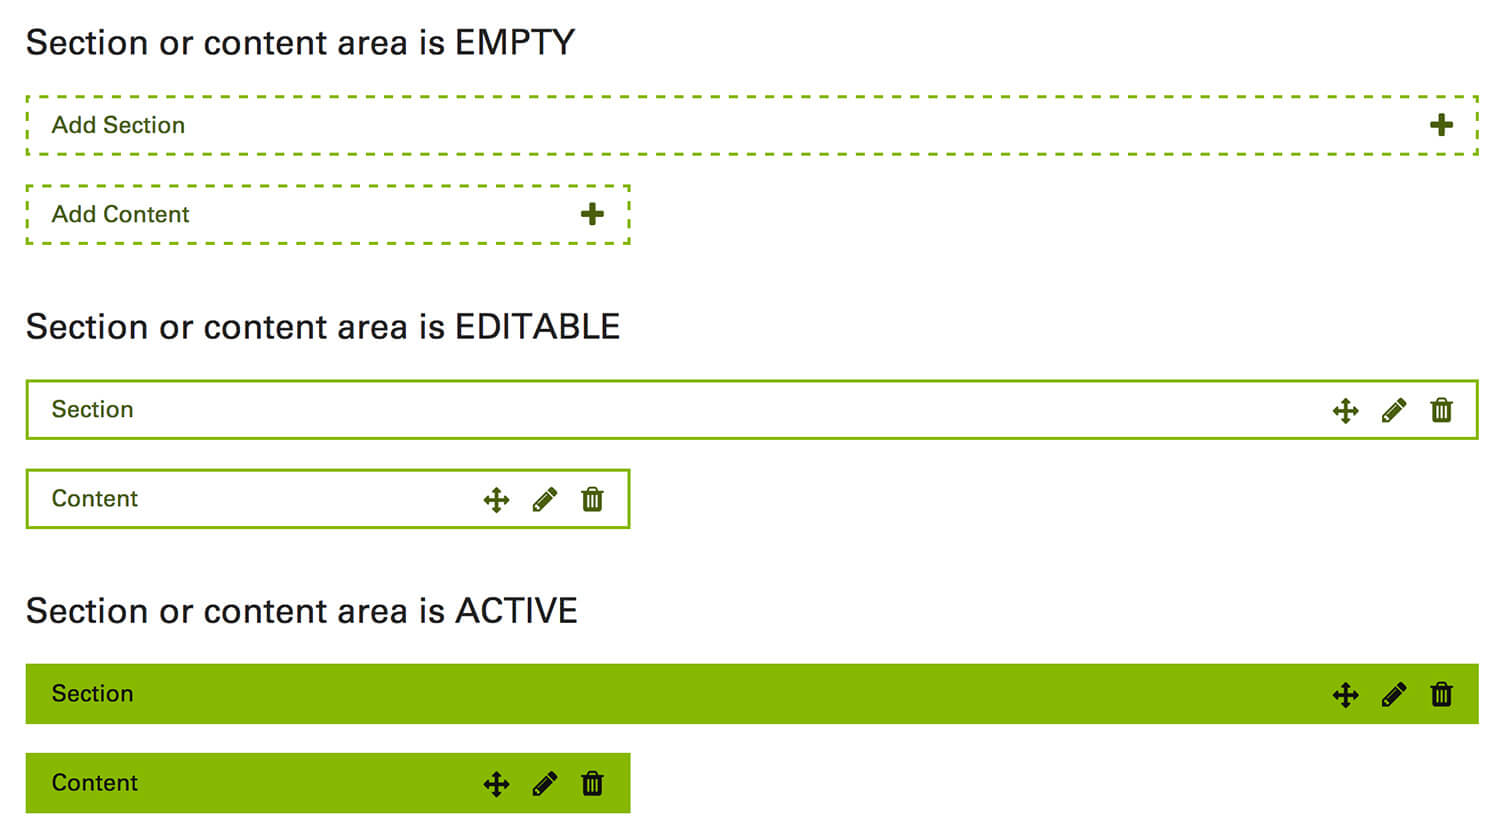 Section or content area is EMPTY
Add Section
Add Content
Section or content area is EDITABLE
Section
Content
Section or content area is ACTIVE
Section
Content